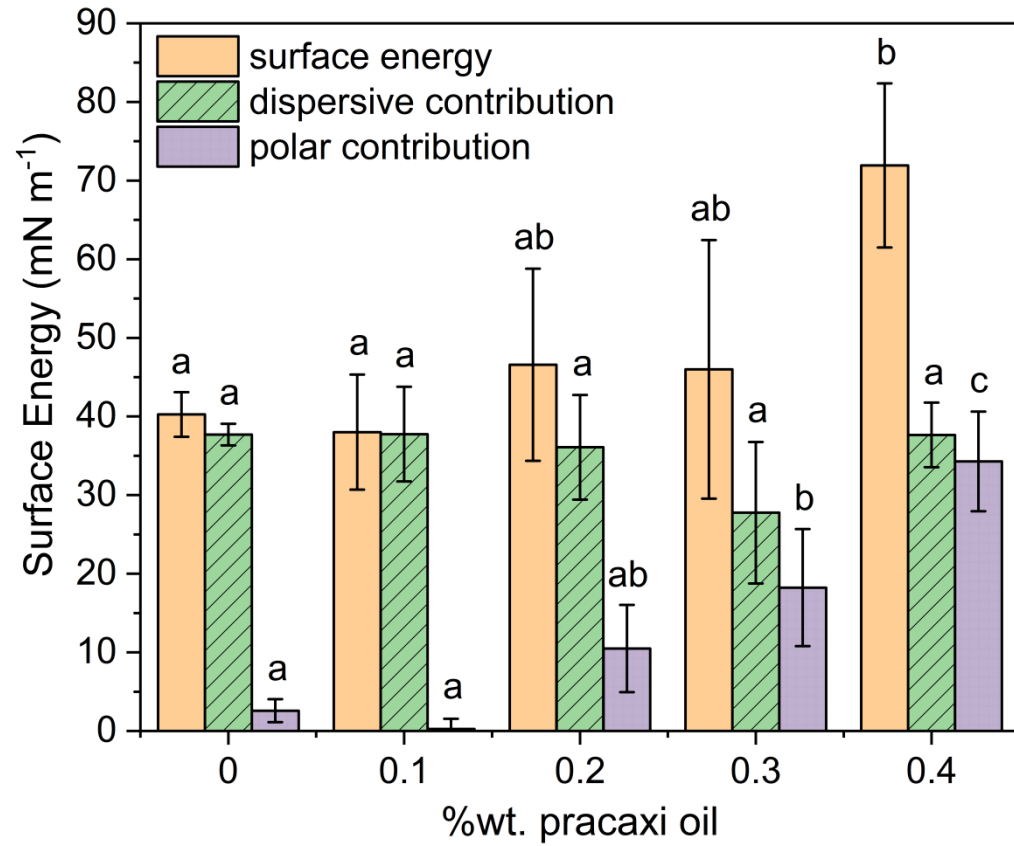 surface energy
dispersive contribution
polar contribution
Surface Energy (mN m⁻¹)
90
80
70
60
50
40
30
20
10
0
a
a
a
a
a
a
ab
a
ab
ab
a
b
b
a
c
0
0.1
0.2
0.3
0.4
%wt. pracaxi oil